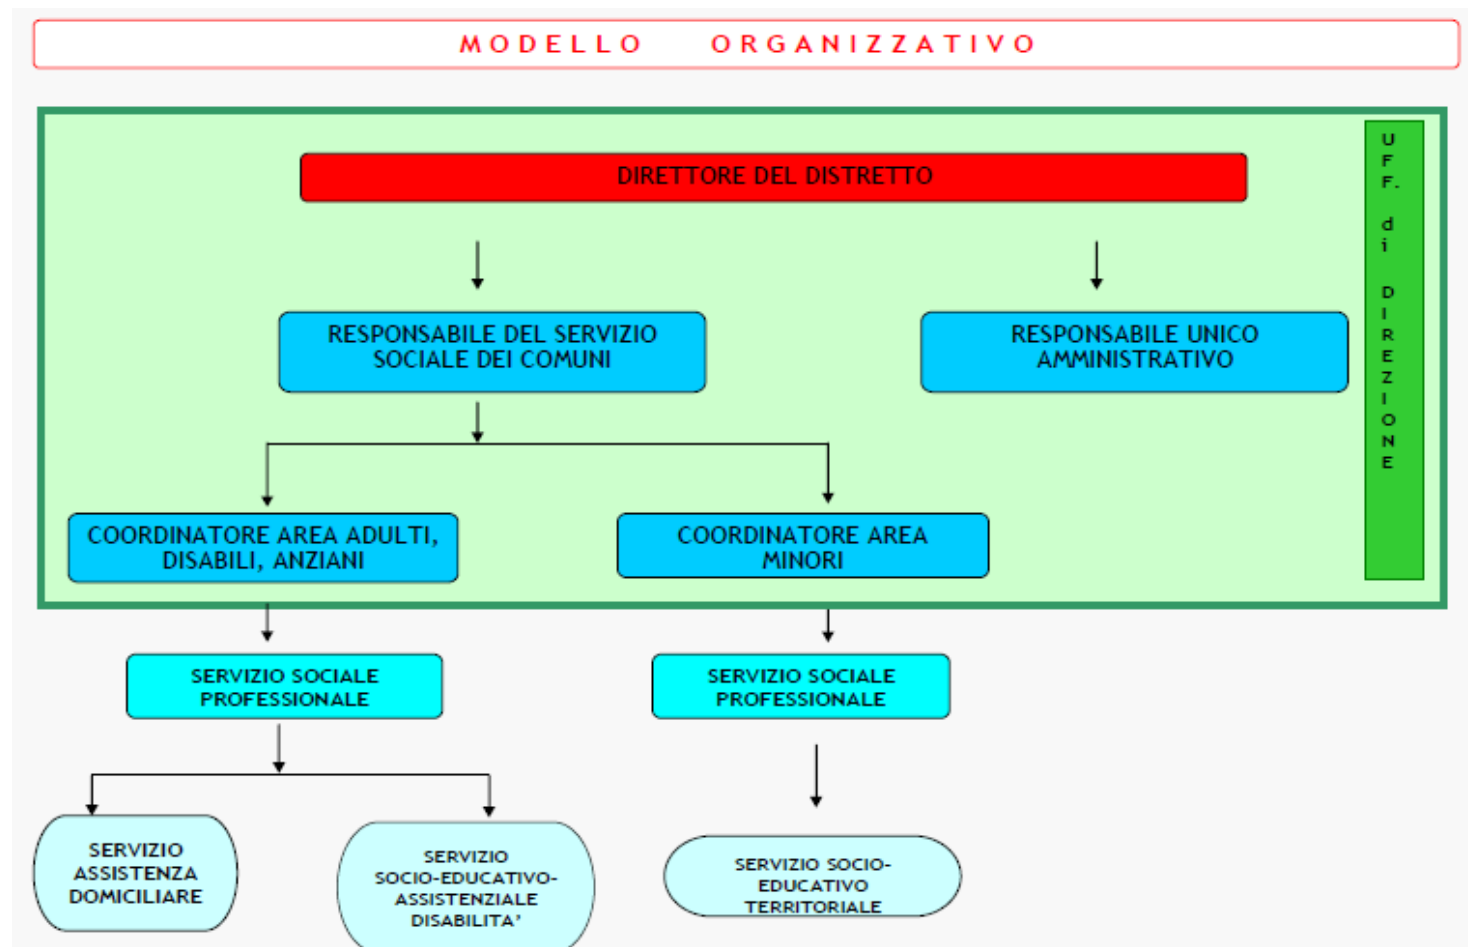 MODELLO ORGANIZZATIVO
DIRETTORE DEL DISTRETTO
UFF. di DIREZIONE
RESPONSABILE DEL SERVIZIO
SOCIALE DEI COMUNI
RESPONSABILE UNICO
AMMINISTRATIVO
COORDINATORE AREA ADULTI,
DISABILI, ANZIANI
COORDINATORE AREA
MINORI
SERVIZIO SOCIALE
PROFESSIONALE
SERVIZIO SOCIALE
PROFESSIONALE
SERVIZIO
ASSISTENZA
DOMICILIARE
SERVIZIO
SOCIO-EDUCATIVO-
ASSISTENZIALE
DISABILITA’
SERVIZIO SOCIO-
EDUCATIVO
TERRITORIALE